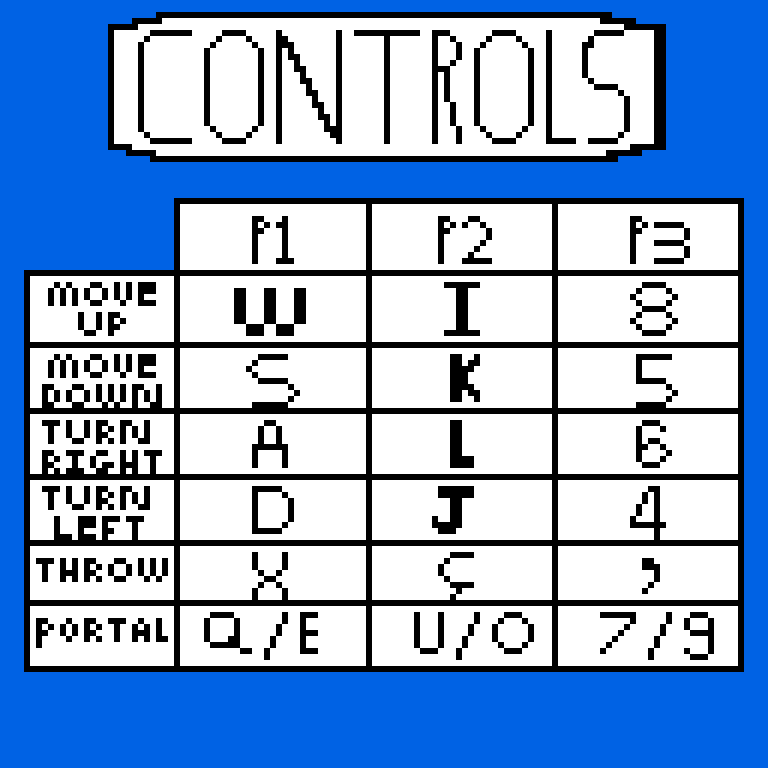 CONTROLS
P1 P2 P3
MOVE UP W I 8
MOVE DOWN S K 5
TURN RIGHT A L 6
TURN LEFT D J 4
THROW X Ç ,
PORTAL Q/E U/O 7/9